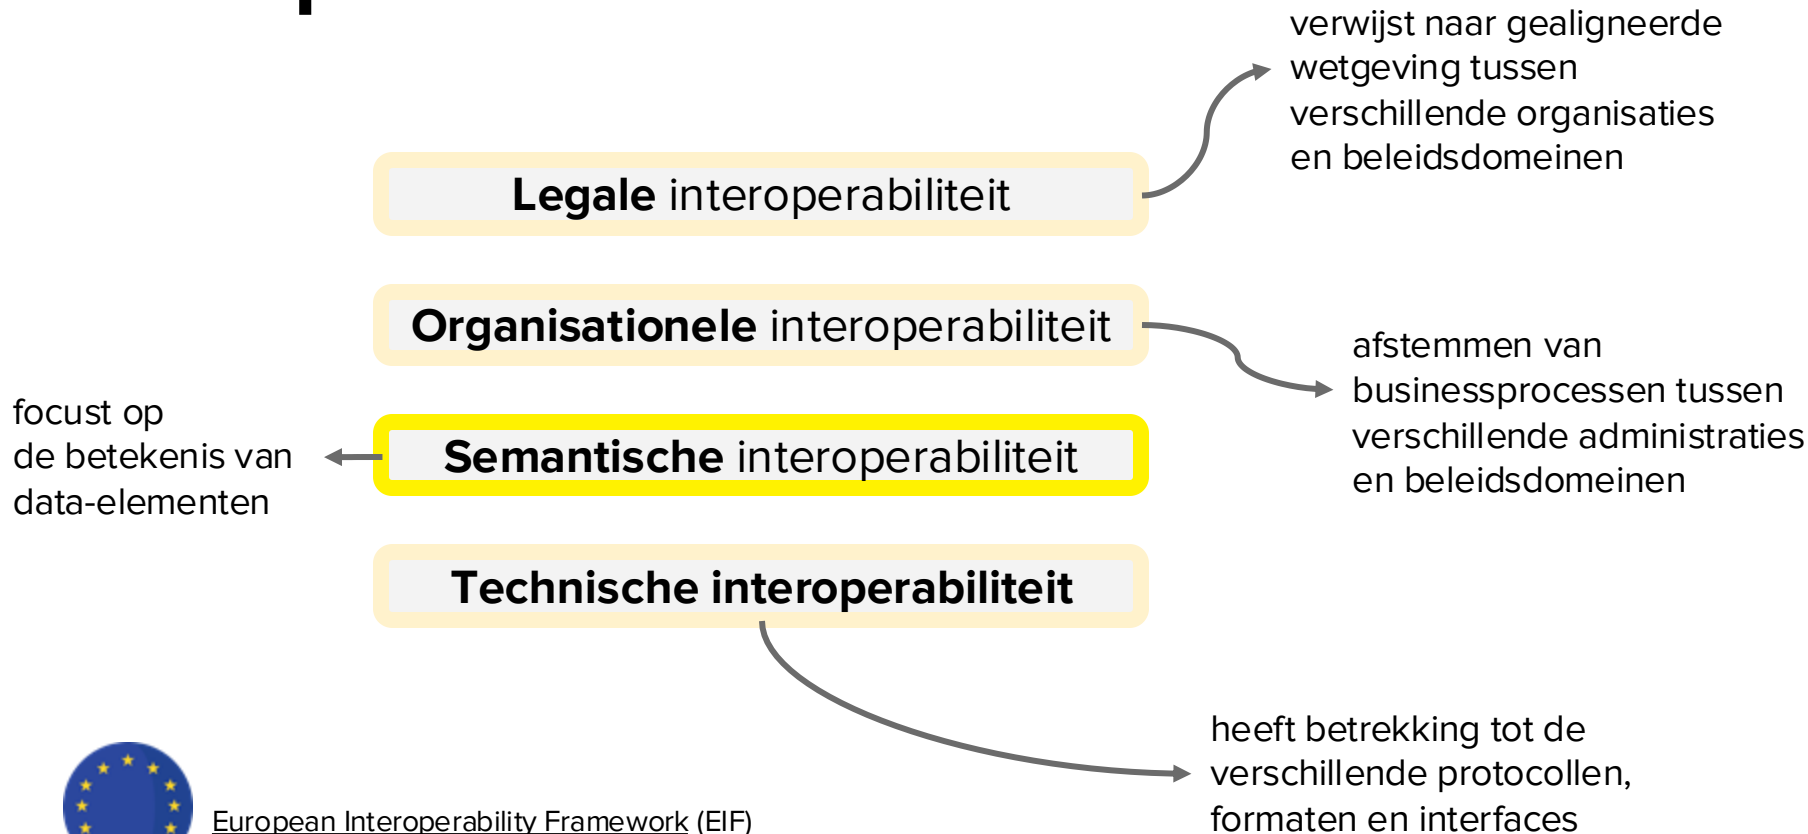 verwijst naar gealigneerde
wetgeving tussen
verschillende organisaties
en beleidsdomeinen
Legale interoperabiliteit
Organisationele interoperabiliteit
afstemmen van
businessprocessen tussen
verschillende administraties
en beleidsdomeinen
focust op
de betekenis van
data-elementen
Semantische interoperabiliteit
Technische interoperabiliteit
heeft betrekking tot de
verschillende protocollen,
formaten en interfaces
European Interoperability Framework (EIF)